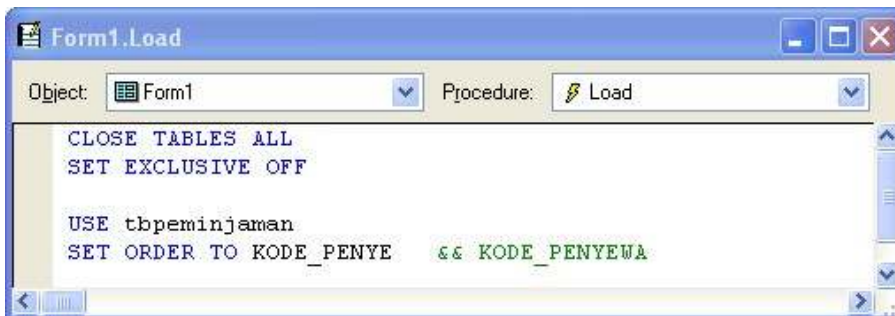 Form1.Load
Object: Form1 Procedure: Load
CLOSE TABLES ALL
SET EXCLUSIVE OFF
USE tbpeminjaman
SET ORDER TO KODE_PENYE && KODE_PENYEWA